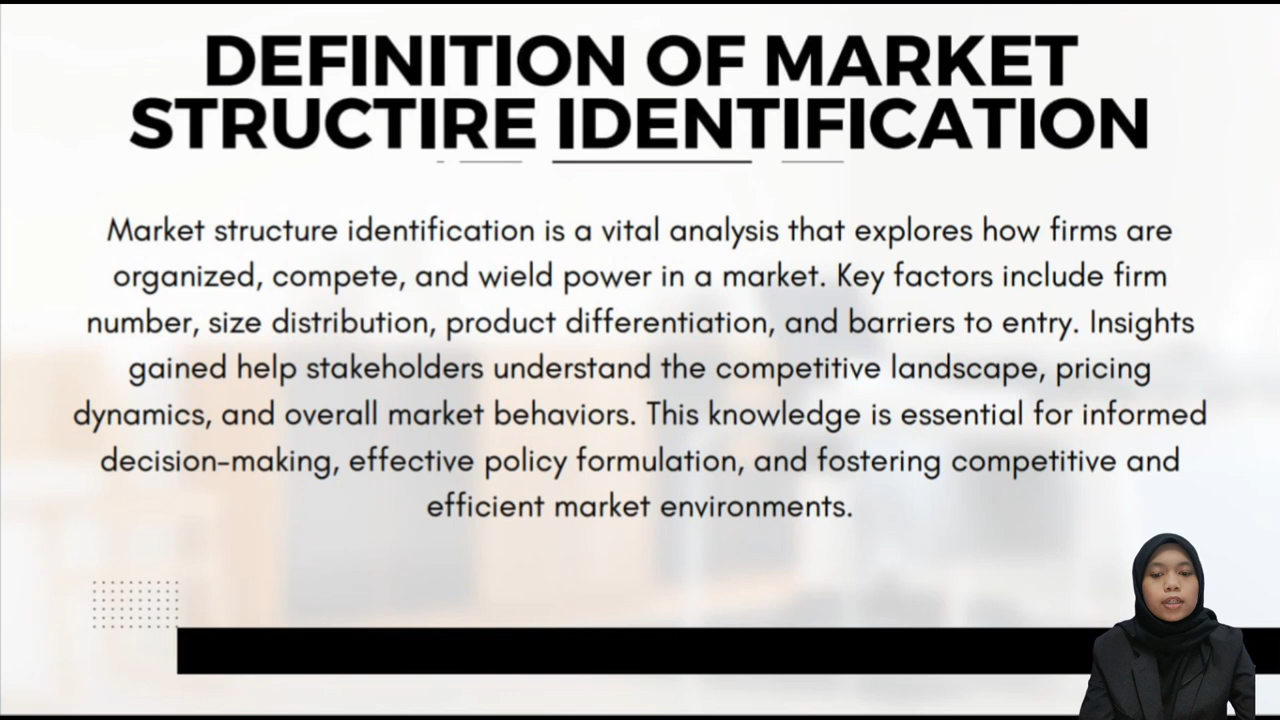 DEFINITION OF MARKET
STRUCTIRE IDENTIFICATION
Market structure identification is a vital analysis that explores how firms are
organized, compete, and wield power in a market. Key factors include firm
number, size distribution, product differentiation, and barriers to entry. Insights
gained help stakeholders understand the competitive landscape, pricing
dynamics, and overall market behaviors. This knowledge is essential for informed
decision-making, effective policy formulation, and fostering competitive and
efficient market environments.